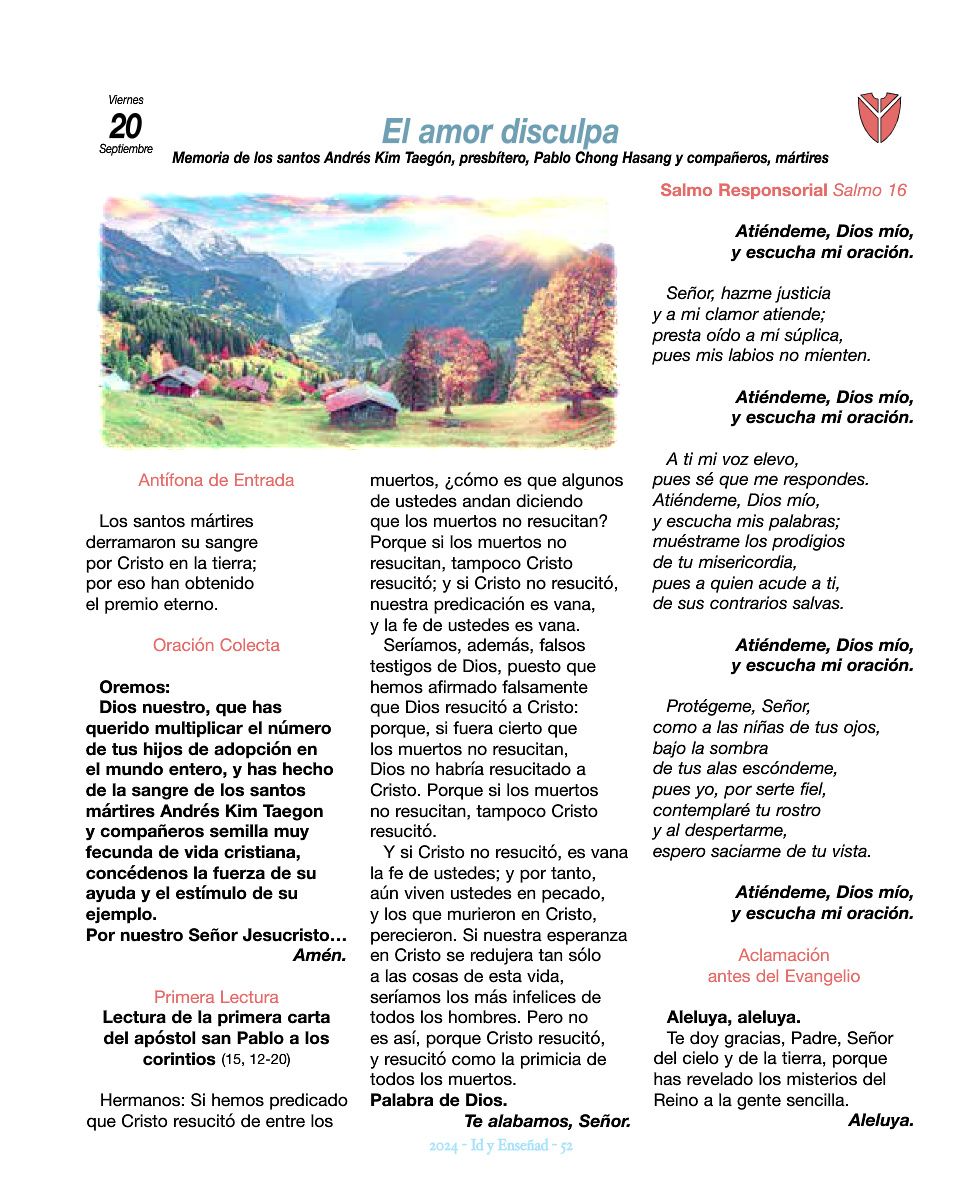 Viernes
20
Septiembre
El amor disculpa
Memoria de los santos Andrés Kim Taegón, presbítero, Pablo Chong Hasang y compañeros, mártires
Antífona de Entrada
Los santos mártires
derramaron su sangre
por Cristo en la tierra;
por eso han obtenido
el premio eterno.
Oración Colecta
Oremos:
Dios nuestro, que has
querido multiplicar el número
de tus hijos de adopción en
el mundo entero, y has hecho
de la sangre de los santos
mártires Andrés Kim Taegon
y compañeros semilla muy
fecunda de vida cristiana,
concédenos la fuerza de su
ayuda y el estímulo de su
ejemplo.
Por nuestro Señor Jesucristo…
Amén.
Primera Lectura
Lectura de la primera carta
del apóstol san Pablo a los
corintios (15, 12-20)
Hermanos: Si hemos predicado
que Cristo resucitó de entre los
muertos, ¿cómo es que algunos
de ustedes andan diciendo
que los muertos no resucitan?
Porque si los muertos no
resucitan, tampoco Cristo
resucitó; y si Cristo no resucitó,
nuestra predicación es vana,
y la fe de ustedes es vana.
Seríamos, además, falsos
testigos de Dios, puesto que
hemos afirmado falsamente
que Dios resucitó a Cristo:
porque, si fuera cierto que
los muertos no resucitan,
Dios no habría resucitado a
Cristo. Porque si los muertos
no resucitan, tampoco Cristo
resucitó.
Y si Cristo no resucitó, es vana
la fe de ustedes; y por tanto,
aún viven ustedes en pecado,
y los que murieron en Cristo,
perecieron. Si nuestra esperanza
en Cristo se redujera tan sólo
a las cosas de esta vida,
seríamos los más infelices de
todos los hombres. Pero no
es así, porque Cristo resucitó,
y resucitó como la primicia de
todos los muertos.
Palabra de Dios.
Te alabamos, Señor.
Salmo Responsorial Salmo 16
Atiéndeme, Dios mío,
y escucha mi oración.
Señor, hazme justicia
y a mi clamor atiende;
presta oído a mi súplica,
pues mis labios no mienten.
Atiéndeme, Dios mío,
y escucha mi oración.
A ti mi voz elevo,
pues sé que me respondes.
Atiéndeme, Dios mío,
y escucha mis palabras;
muéstrame los prodigios
de tu misericordia,
pues a quien acude a ti,
de sus contrarios salvas.
Atiéndeme, Dios mío,
y escucha mi oración.
Protégeme, Señor,
como a las niñas de tus ojos,
bajo la sombra
de tus alas escóndeme,
pues yo, por serte fiel,
contemplaré tu rostro
y al despertarme,
espero saciarme de tu vista.
Atiéndeme, Dios mío,
y escucha mi oración.
Aclamación
antes del Evangelio
Aleluya, aleluya.
Te doy gracias, Padre, Señor
del cielo y de la tierra, porque
has revelado los misterios del
Reino a la gente sencilla.
Aleluya.
2024 - Id y Enseñad - 52